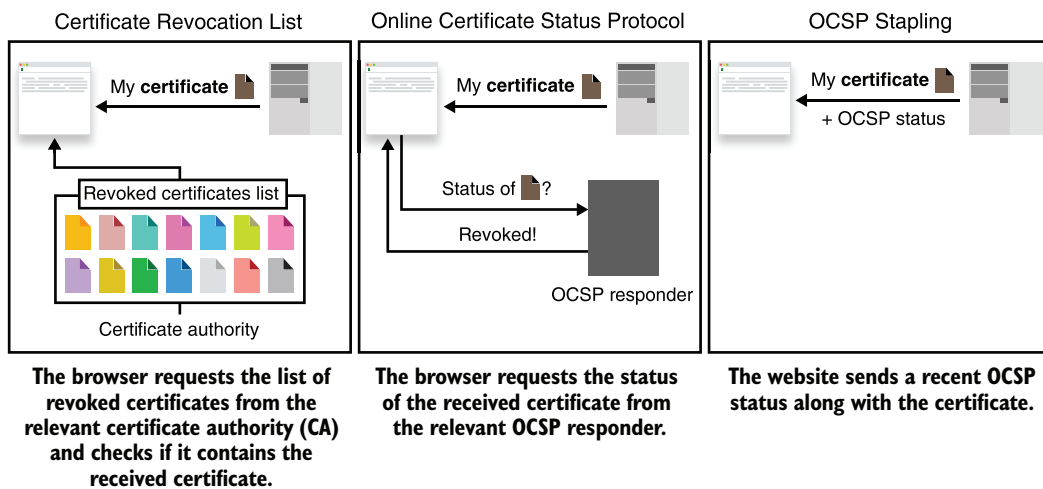 Certificate Revocation List
My certificate
Revoked certificates list
Certificate authority
The browser requests the list of
revoked certificates from the
relevant certificate authority (CA)
and checks if it contains the
received certificate.
Online Certificate Status Protocol
My certificate
Status of ?
Revoked!
OCSP responder
The browser requests the status
of the received certificate from
the relevant OCSP responder.
OCSP Stapling
My certificate
+ OCSP status
The website sends a recent OCSP
status along with the certificate.